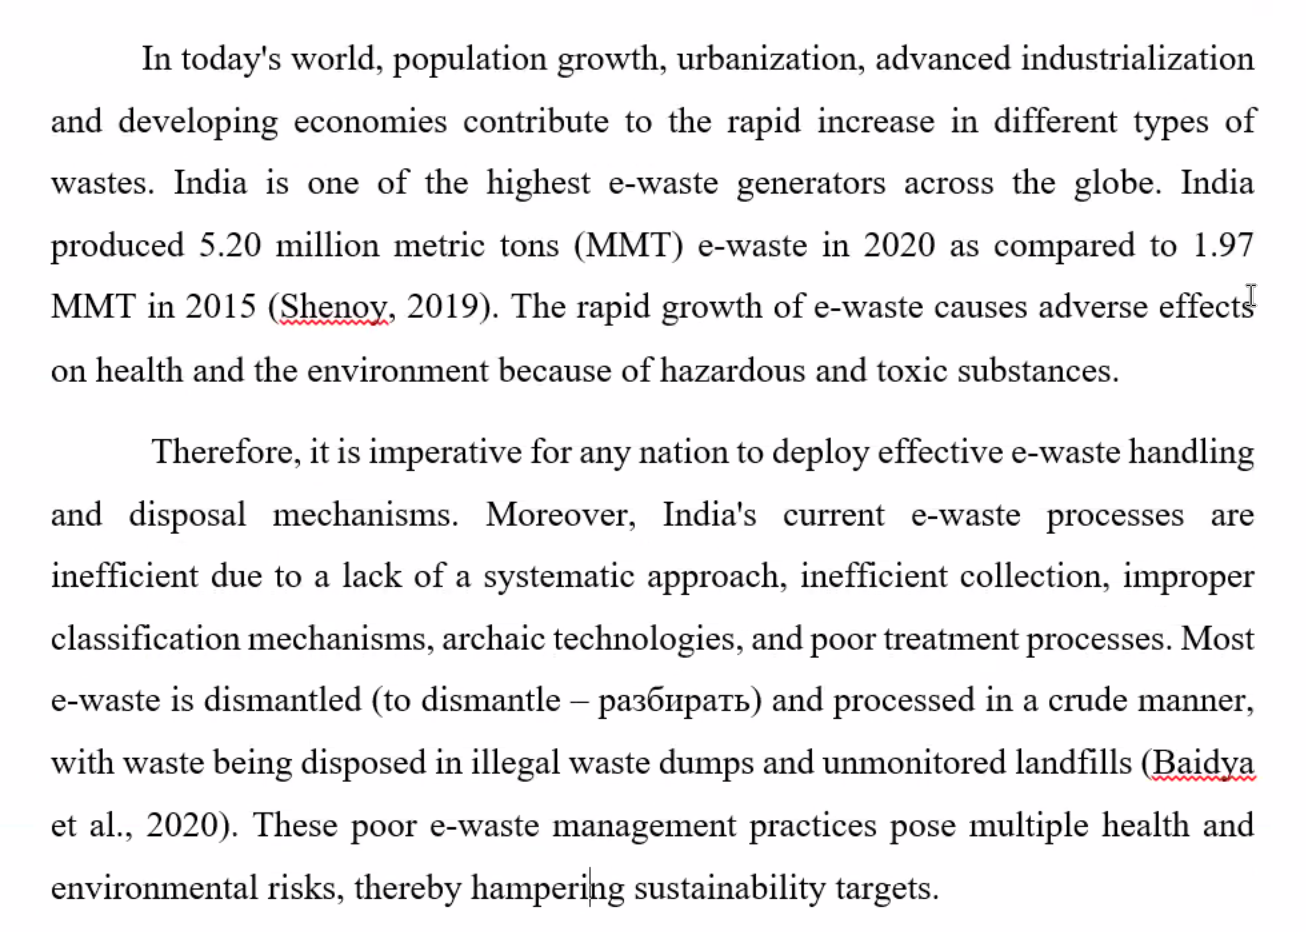 In today's world, population growth, urbanization, advanced industrialization
and developing economies contribute to the rapid increase in different types of
wastes. India is one of the highest e-waste generators across the globe. India
produced 5.20 million metric tons (MMT) e-waste in 2020 as compared to 1.97
MMT in 2015 (Shenoy, 2019). The rapid growth of e-waste causes adverse effects
on health and the environment because of hazardous and toxic substances.
Therefore, it is imperative for any nation to deploy effective e-waste handling
and disposal mechanisms. Moreover, India's current e-waste processes are
inefficient due to a lack of a systematic approach, inefficient collection, improper
classification mechanisms, archaic technologies, and poor treatment processes. Most
e-waste is dismantled (to dismantle – разбирать) and processed in a crude manner,
with waste being disposed in illegal waste dumps and unmonitored landfills (Baidya
et al., 2020). These poor e-waste management practices pose multiple health and
environmental risks, thereby hampering sustainability targets.